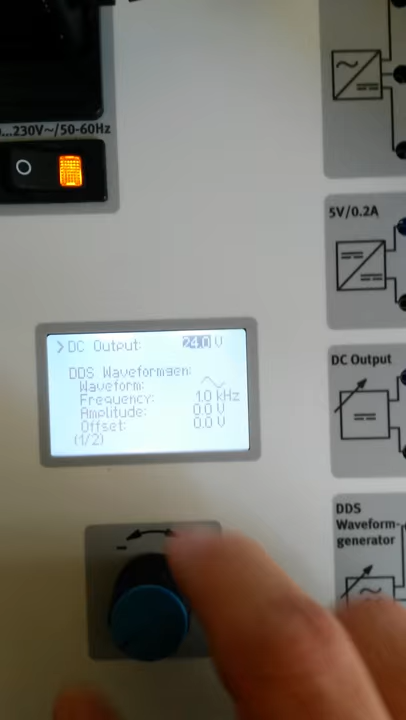 ...230V~/50-60Hz
5V/0.2A
DC Output: 24.0 V
DDS Waveformgen:
Waveform:
Frequency: 1.0 kHz
Amplitude: 0.0 V
Offset: 0.0 V
(1/2)
DC Output
DDS
Waveform-
generator